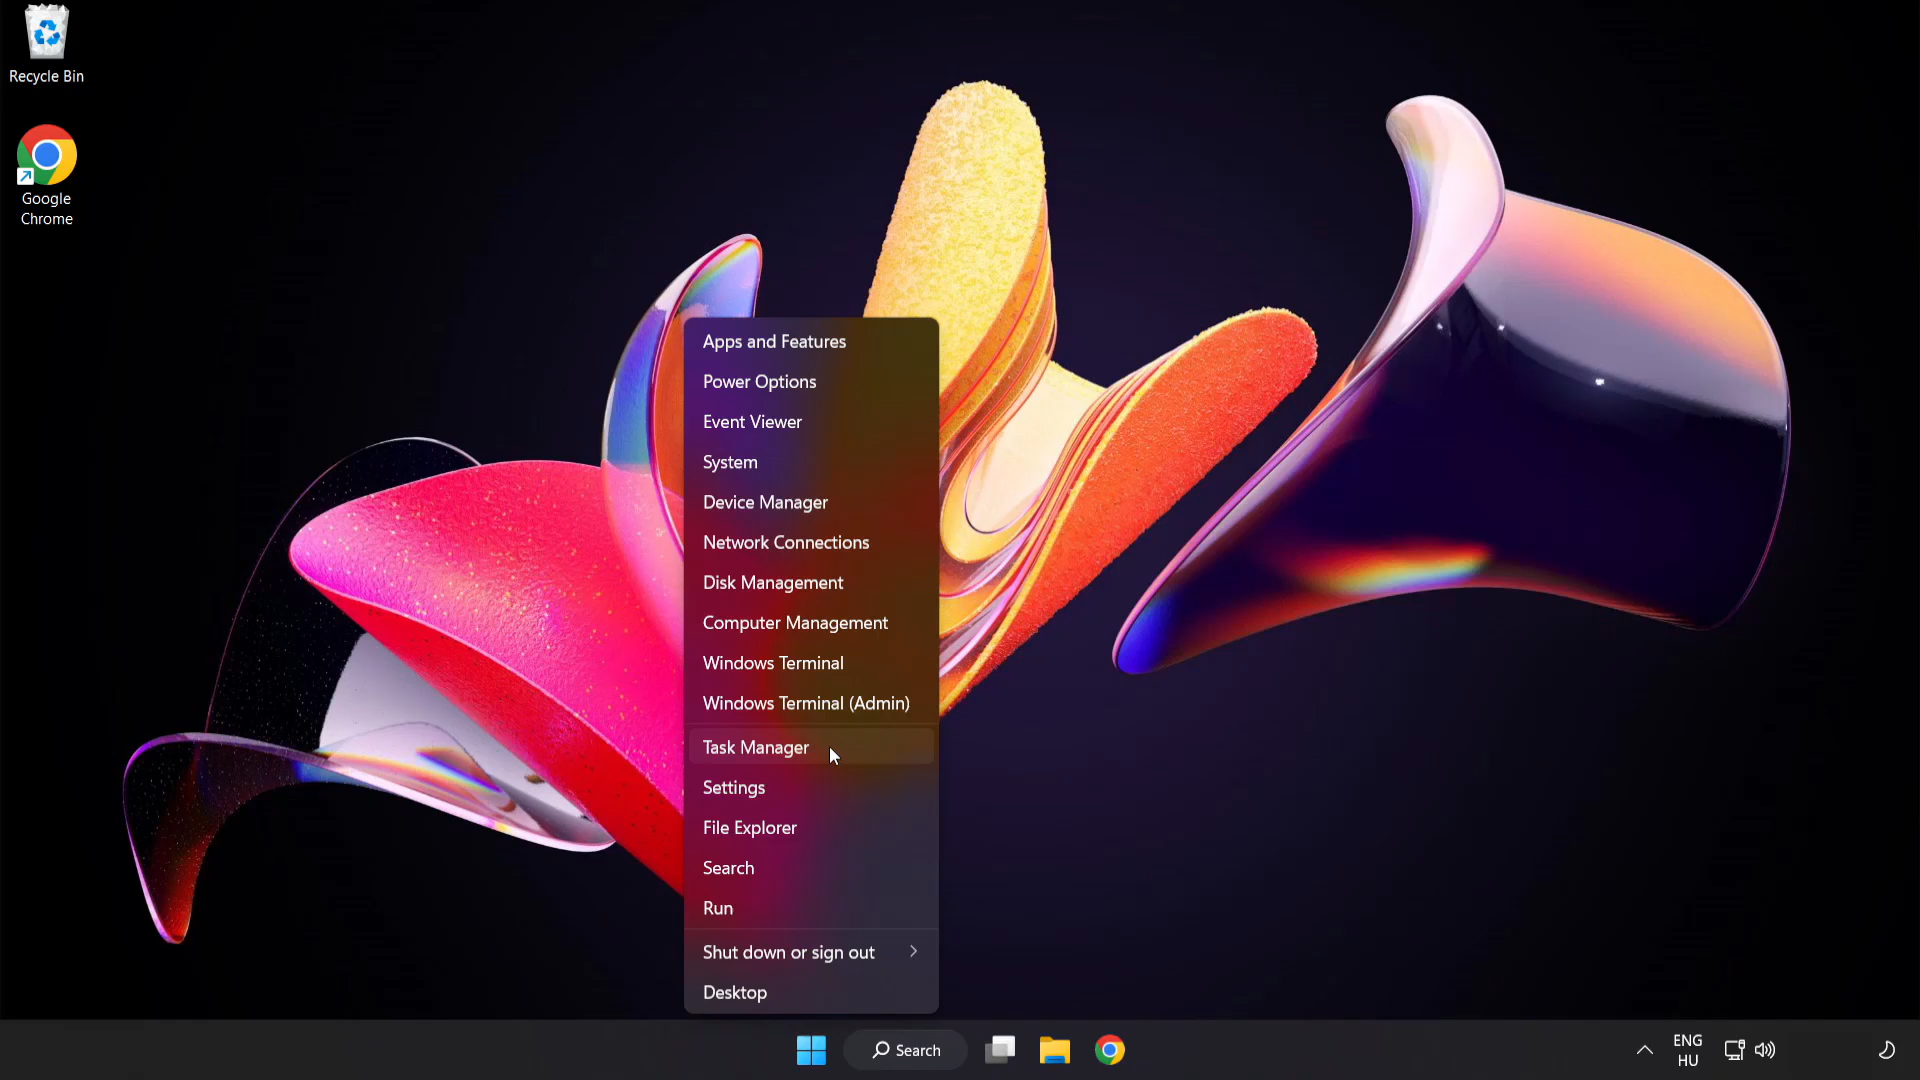 Recycle Bin
Google
Chrome
Apps and Features
Power Options
Event Viewer
System
Device Manager
Network Connections
Disk Management
Computer Management
Windows Terminal
Windows Terminal (Admin)
Task Manager
Settings
File Explorer
Search
Run
Shut down or sign out
Desktop
Search
ENG
HU